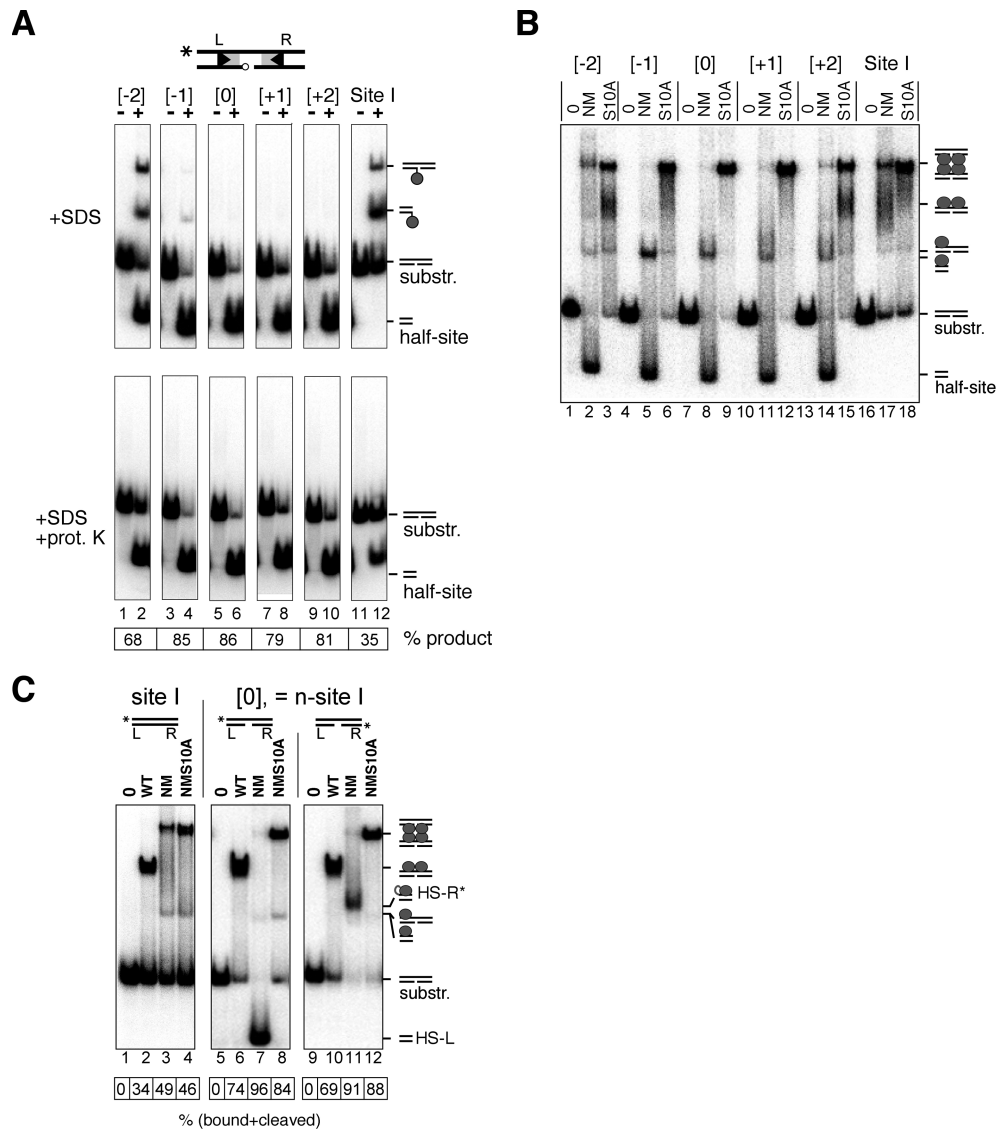 A
* L R
[-2] [-1] [0] [+1] [+2] Site I
- + - + - + - + - + - +
+SDS
substr.
half-site
+SDS
+prot. K
substr.
half-site
1 2 3 4 5 6 7 8 9 10 11 12
68 85 86 79 81 35 % product
B
[-2] [-1] [0] [+1] [+2] Site I
0 NM S10A 0 NM S10A 0 NM S10A 0 NM S10A 0 NM S10A 0 NM S10A
substr.
half-site
1 2 3 4 5 6 7 8 9 10 11 12 13 14 15 16 17 18
C
site I [0], = n-site I
* L R * L R L R *
0 WT NM NMS10A 0 WT NM NMS10A 0 WT NM NMS10A
HS-R*
substr.
HS-L
1 2 3 4 5 6 7 8 9 10 11 12
0 34 49 46 0 74 96 84 0 69 91 88
% (bound+cleaved)